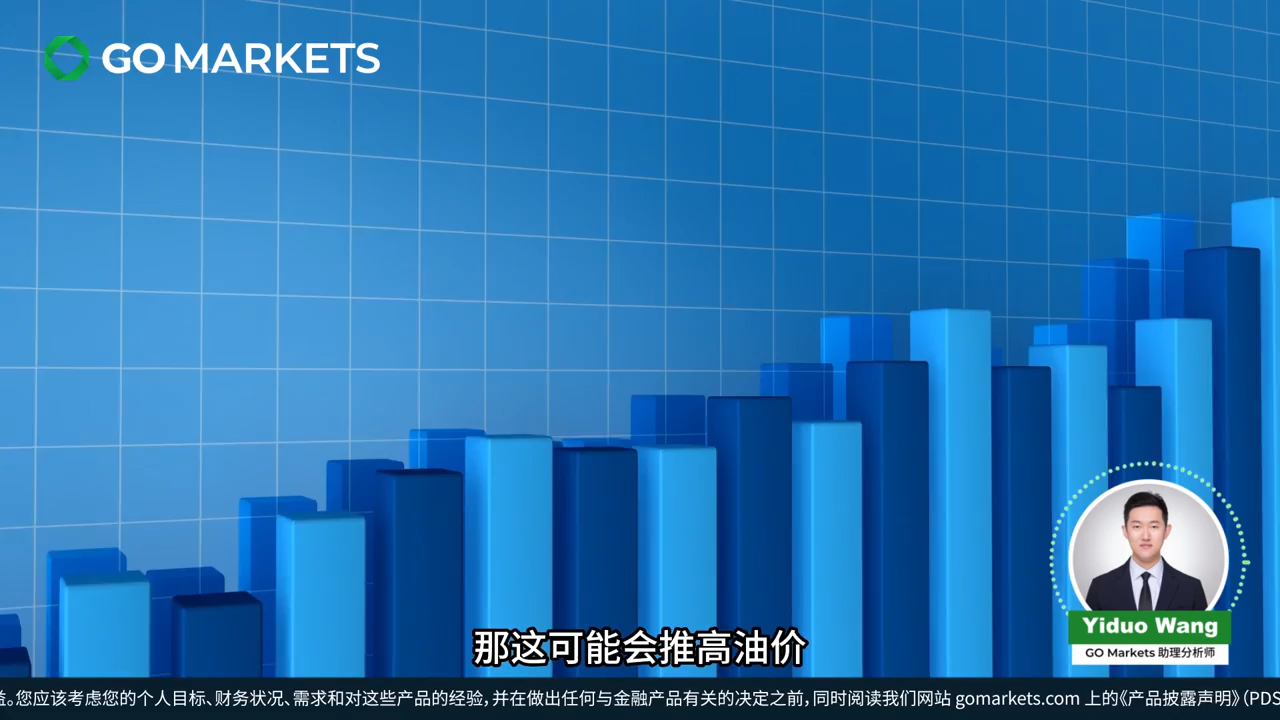 GO MARKETS
Yiduo Wang
GO Markets 助理分析师
那这可能会推高油价
益。您应该考虑您的个人目标、财务状况、需求和对这些产品的经验，并在做出任何与金融产品有关的决定之前，同时阅读我们网站 gomarkets.com 上的《产品披露声明》（PDS